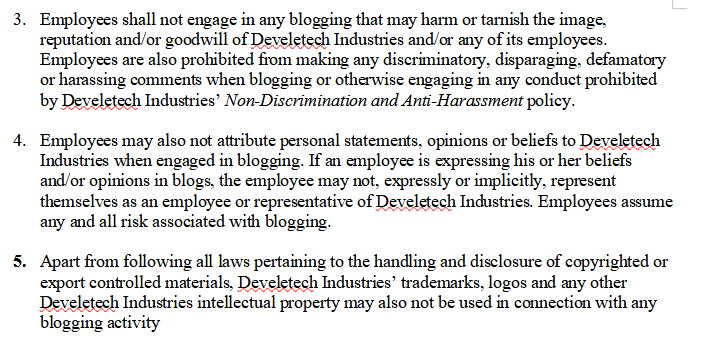 3. Employees shall not engage in any blogging that may harm or tarnish the image,
reputation and/or goodwill of Develetech Industries and/or any of its employees.
Employees are also prohibited from making any discriminatory, disparaging, defamatory
or harassing comments when blogging or otherwise engaging in any conduct prohibited
by Develetech Industries’ Non-Discrimination and Anti-Harassment policy.
4. Employees may also not attribute personal statements, opinions or beliefs to Develetech
Industries when engaged in blogging. If an employee is expressing his or her beliefs
and/or opinions in blogs, the employee may not, expressly or implicitly, represent
themselves as an employee or representative of Develetech Industries. Employees assume
any and all risk associated with blogging.
5. Apart from following all laws pertaining to the handling and disclosure of copyrighted or
export controlled materials, Develetech Industries’ trademarks, logos and any other
Develetech Industries intellectual property may also not be used in connection with any
blogging activity